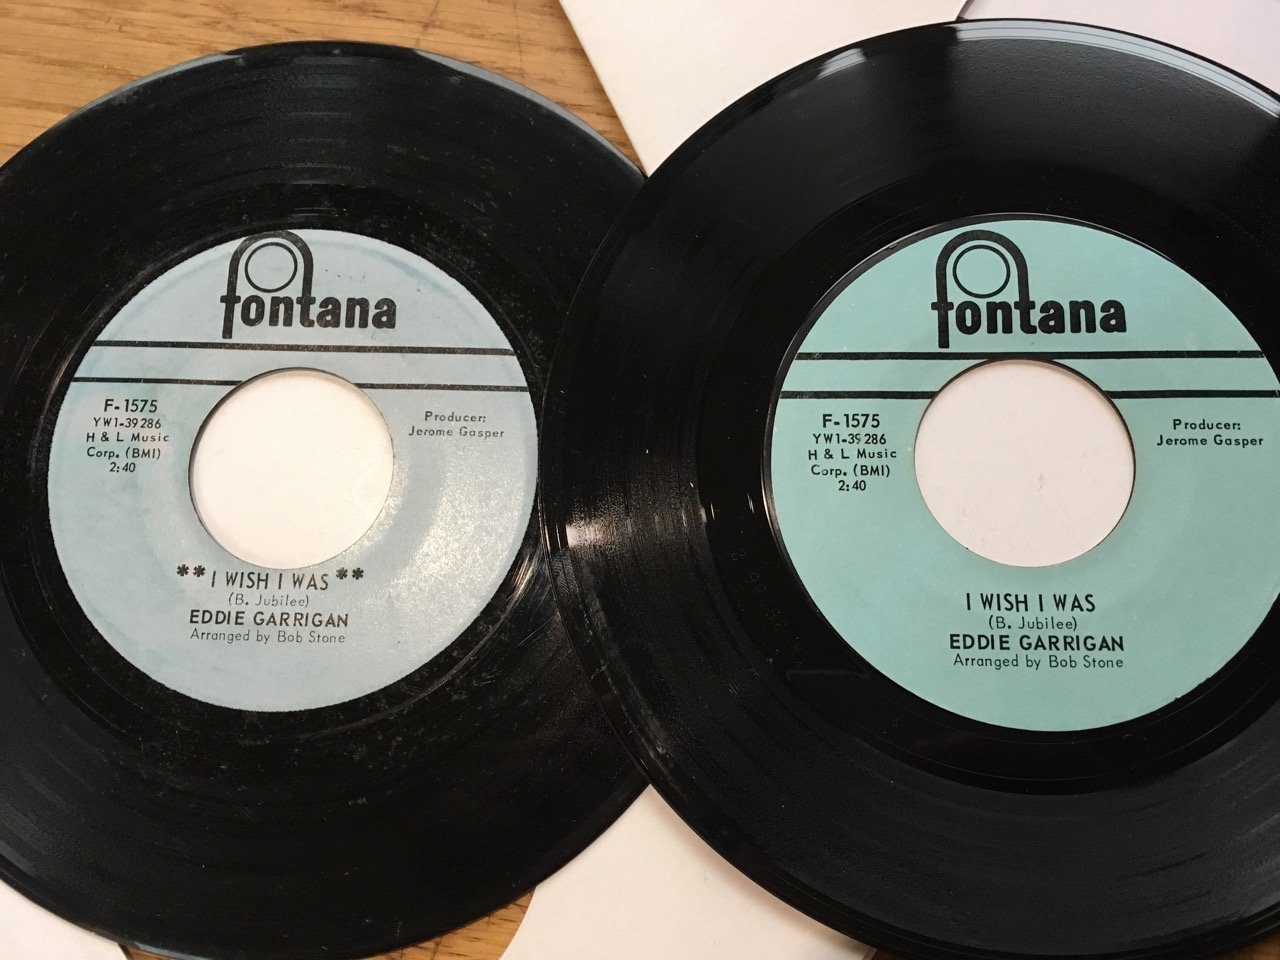 fontana
F-1575
YW1-39286
H & L Music
Corp. (BMI)
2:40
Producer:
Jerome Gasper
** I WISH I WAS **
(B. Jubilee)
EDDIE GARRIGAN
Arranged by Bob Stone
fontana
F-1575
YW1-39286
H & L Music
Corp. (BMI)
2:40
Producer:
Jerome Gasper
I WISH I WAS
(B. Jubilee)
EDDIE GARRIGAN
Arranged by Bob Stone